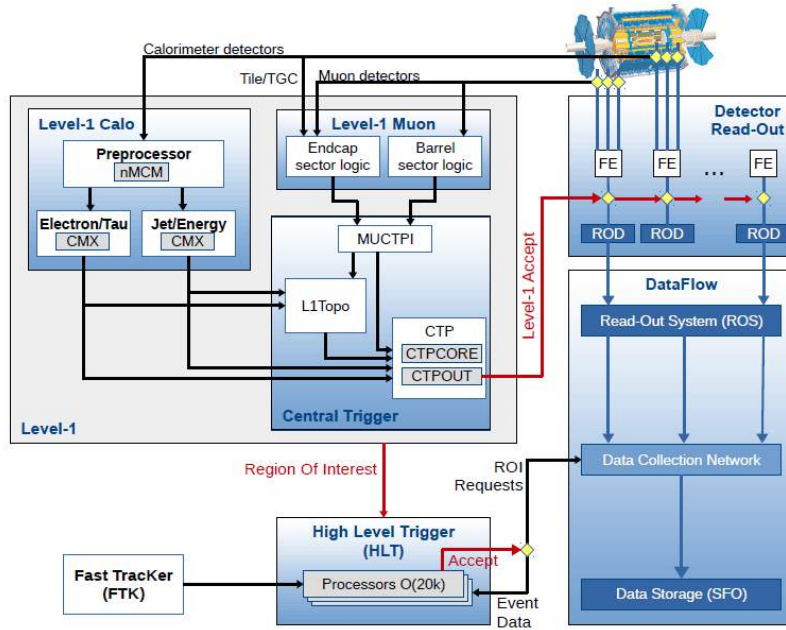 Calorimeter detectors
Tile/TGC
Muon detectors
Level-1 Calo
Preprocessor
nMCM
Electron/Tau
CMX
Jet/Energy
CMX
Level-1 Muon
Endcap
sector logic
Barrel
sector logic
MUCTPI
L1Topo
CTP
CTPCORE
CTPOUT
Central Trigger
Level-1
Level-1 Accept
Detector
Read-Out
FE
FE
...
FE
ROD
ROD
ROD
DataFlow
Read-Out System (ROS)
Data Collection Network
Data Storage (SFO)
Region Of Interest
ROI
Requests
High Level Trigger
(HLT)
Accept
Processors O(20k)
Event
Data
Fast TracKer
(FTK)